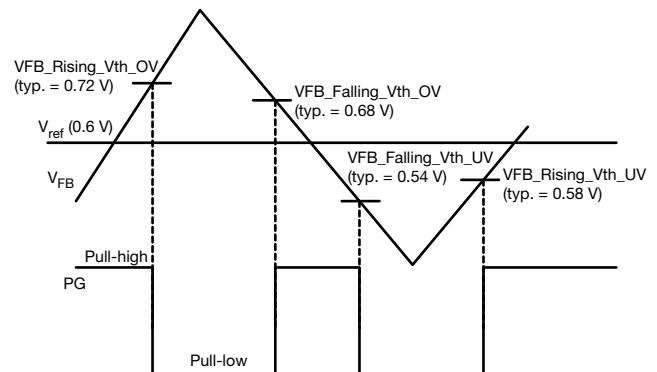 VFB_Rising_Vth_OV
(typ. = 0.72 V)
VFB_Falling_Vth_OV
(typ. = 0.68 V)
Vref (0.6 V)
VFB_Falling_Vth_UV
(typ. = 0.54 V)
VFB_Rising_Vth_UV
(typ. = 0.58 V)
VFB
Pull-high
PG
Pull-low